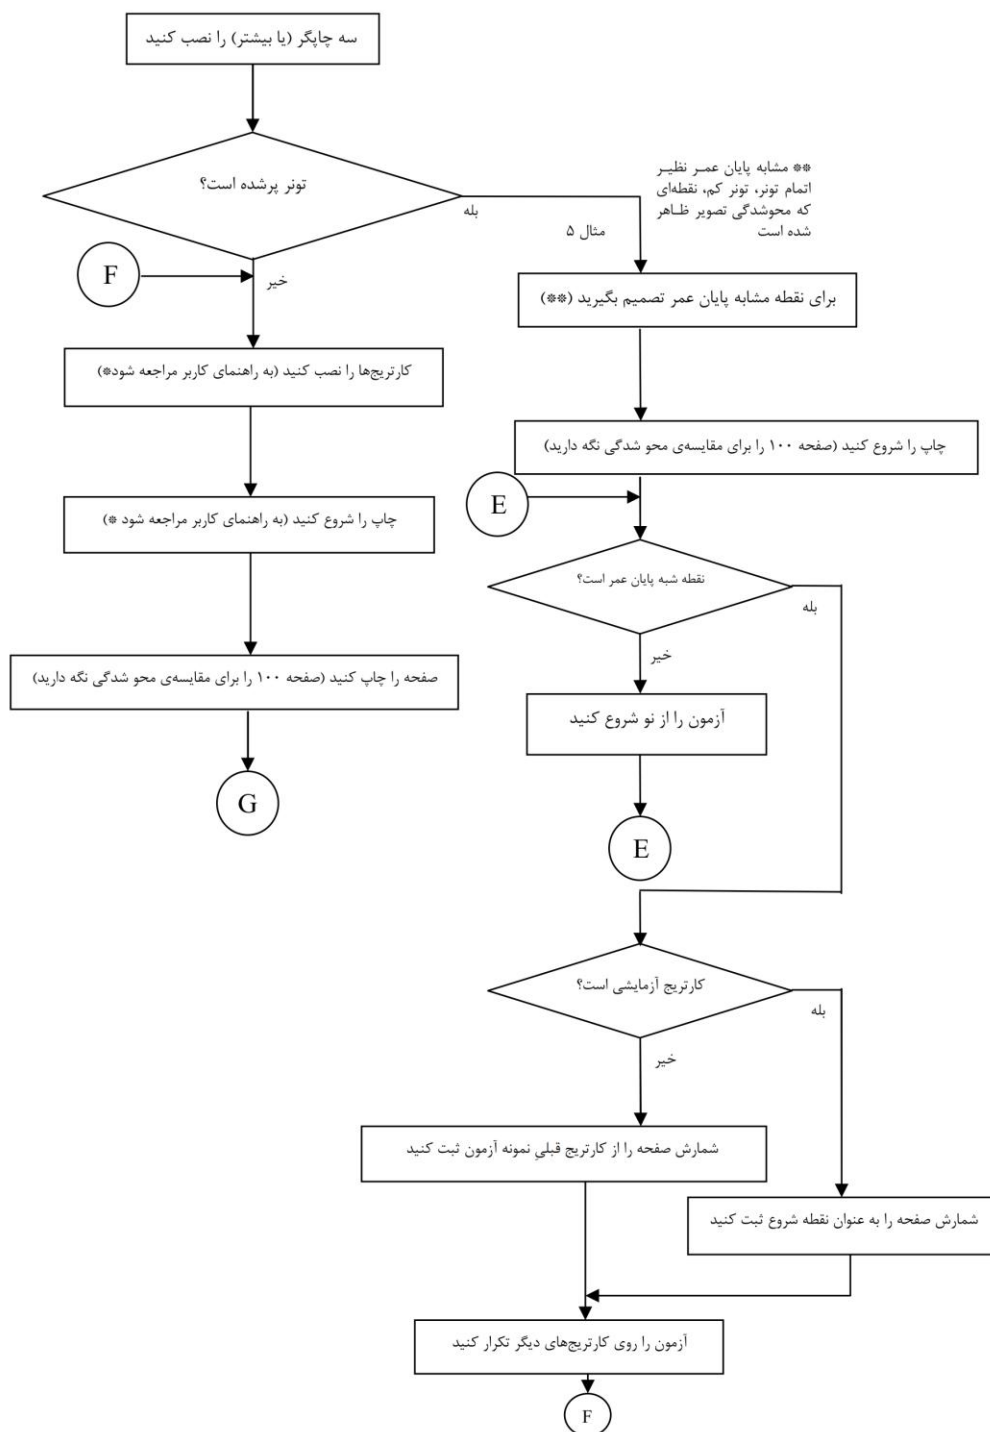 سه چاپگر (یا بیشتر) را نصب کنید
تونر پرشده است؟
بله
مثال ۵
** مشابه پایان عمر نظیر
اتمام تونر، تونر کم، نقطه‌ای
که محوشدگی تصویر ظاهر
شده است
F
خیر
برای نقطه مشابه پایان عمر تصمیم بگیرید (**)
کارتریج‌ها را نصب کنید (به راهنمای کاربر مراجعه شود*)
چاپ را شروع کنید (صفحه ۱۰۰ را برای مقایسه‌ی محو شدگی نگه دارید)
E
چاپ را شروع کنید (به راهنمای کاربر مراجعه شود *)
نقطه شبه پایان عمر است؟
بله
خیر
صفحه را چاپ کنید (صفحه ۱۰۰ را برای مقایسه‌ی محو شدگی نگه دارید)
آزمون را از نو شروع کنید
G
E
کارتریج آزمایشی است؟
بله
خیر
شمارش صفحه را از کارتریج قبلیِ نمونه آزمون ثبت کنید
شمارش صفحه را به عنوان نقطه شروع ثبت کنید
آزمون را روی کارتریج‌های دیگر تکرار کنید
F